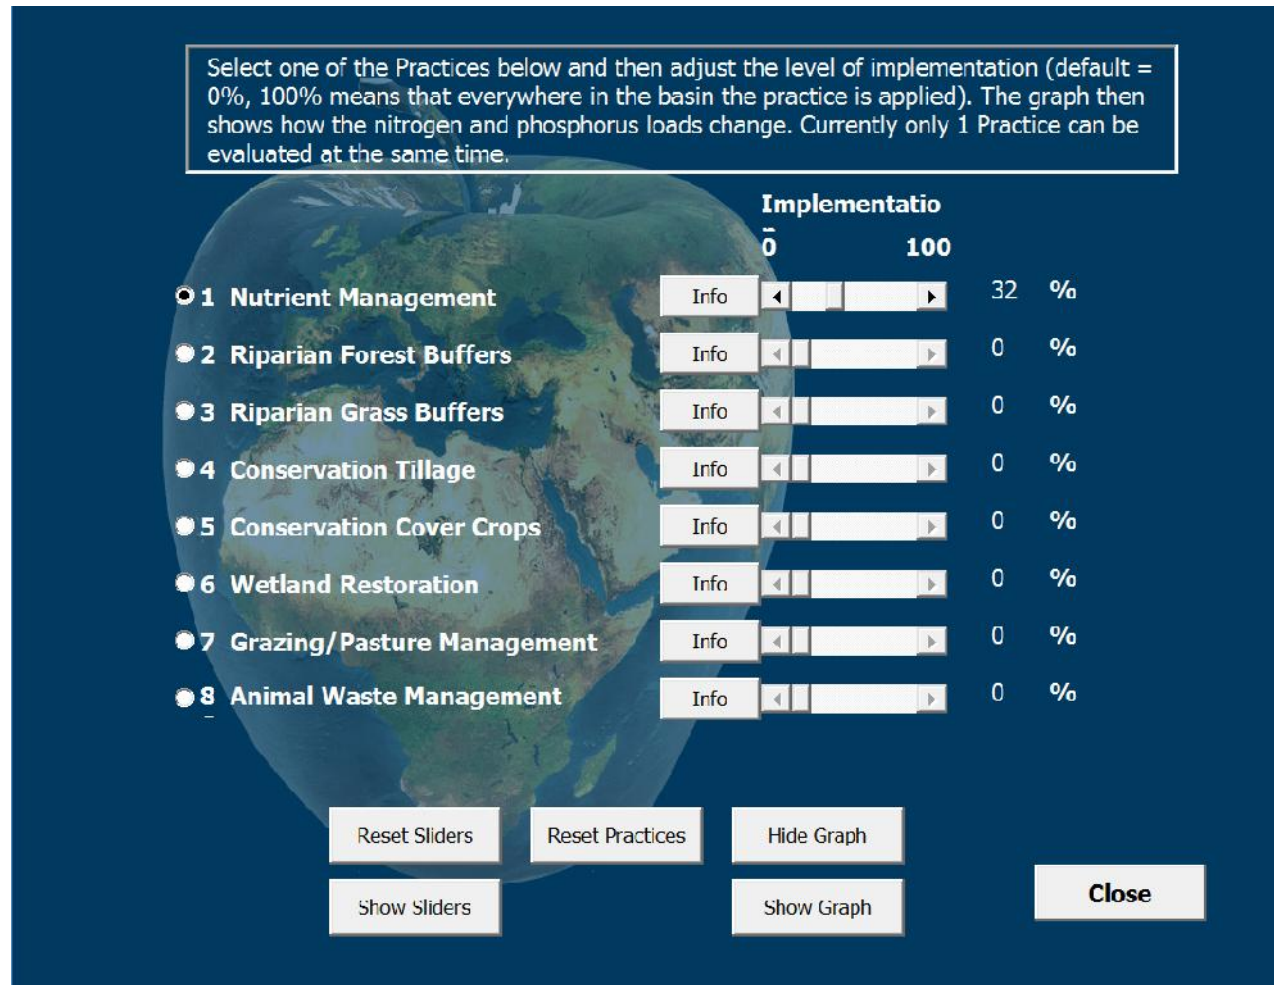 Select one of the Practices below and then adjust the level of implementation (default =
0%, 100% means that everywhere in the basin the practice is applied). The graph then
shows how the nitrogen and phosphorus loads change. Currently only 1 Practice can be
evaluated at the same time.
Implementatio
0 100
1 Nutrient Management Info 32 %
2 Riparian Forest Buffers Info 0 %
3 Riparian Grass Buffers Info 0 %
4 Conservation Tillage Info 0 %
5 Conservation Cover Crops Info 0 %
6 Wetland Restoration Info 0 %
7 Grazing/Pasture Management Info 0 %
8 Animal Waste Management Info 0 %
Reset Sliders Reset Practices Hide Graph
Show Sliders Show Graph Close